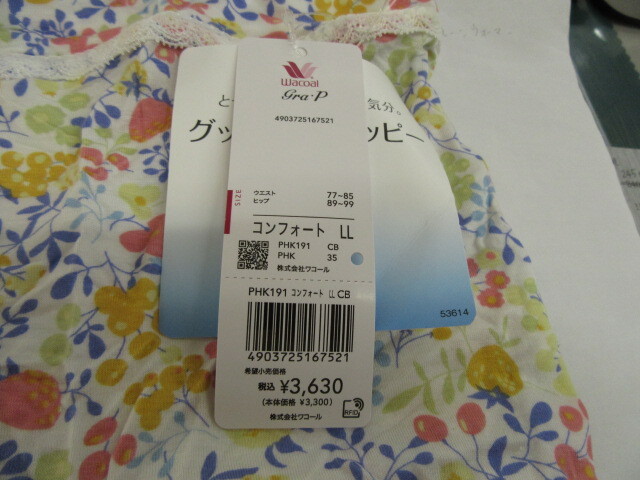 Wacoal
gra・P
4903725167521
と
気分。
グッ
ッピー
SIZE
ウエスト 77~85
ヒップ 89~99
コンフォート LL
PHK191 CB
PHK 35
株式会社ワコール
PHK191 コンフォート LL CB
4903725167521
希望小売価格
税込 ¥3,630
(本体価格 ¥3,300)
株式会社ワコール
RFID
53614